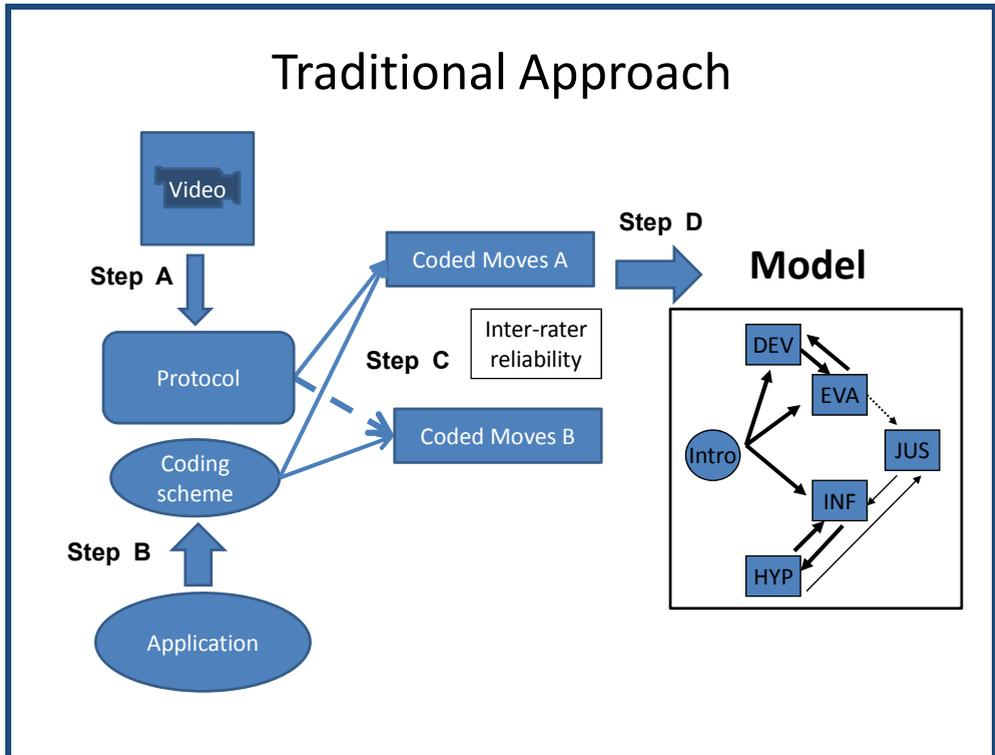 Traditional Approach
Video
Step A
Protocol
Coding
scheme
Step B
Application
Coded Moves A
Step C
Inter-rater
reliability
Coded Moves B
Step D
Model
DEV
EVA
Intro
JUS
INF
HYP